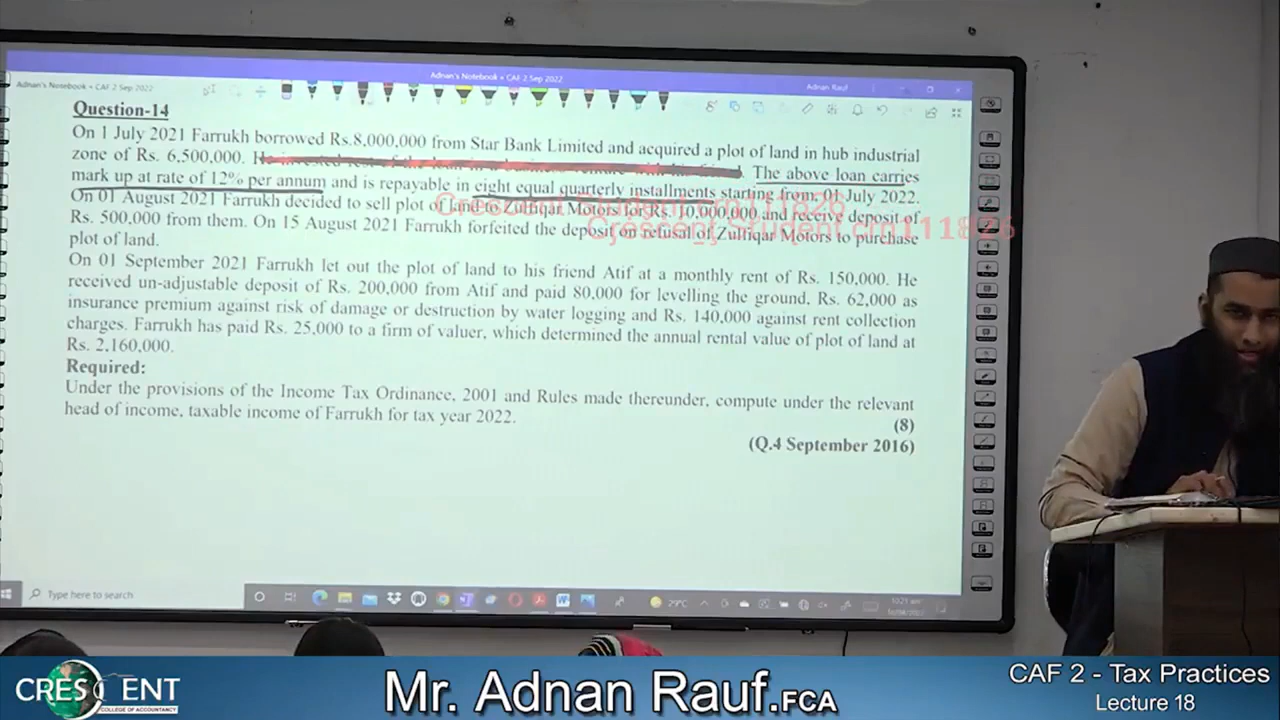 Adnan's Notebook » CAF 2 Sep 2022
Adnan's Notebook » CAF 2 Sep 2022
Adnan Rauf
Question-14
On 1 July 2021 Farrukh borrowed Rs.8,000,000 from Star Bank Limited and acquired a plot of land in hub industrial
zone of Rs. 6,500,000. The above loan carries
mark up at rate of 12% per annum and is repayable in eight equal quarterly installments starting from, 01 July 2022.
On 01 August 2021 Farrukh decided to sell plot of land to Zulfiqar Motors for Rs. 10,000,000 and receive deposit of
Rs. 500,000 from them. On 15 August 2021 Farrukh forfeited the deposit on refusal of Zulfiqar Motors to purchase
plot of land.
Crescent Student crn111826
Crescent Student crn111826
On 01 September 2021 Farrukh let out the plot of land to his friend Atif at a monthly rent of Rs. 150,000. He
received un-adjustable deposit of Rs. 200,000 from Atif and paid 80,000 for levelling the ground, Rs. 62,000 as
insurance premium against risk of damage or destruction by water logging and Rs. 140,000 against rent collection
charges. Farrukh has paid Rs. 25,000 to a firm of valuer, which determined the annual rental value of plot of land at
Rs. 2,160,000.
Required:
Under the provisions of the Income Tax Ordinance, 2001 and Rules made thereunder, compute under the relevant
head of income, taxable income of Farrukh for tax year 2022.
(8)
(Q.4 September 2016)
Type here to search
29°C
CRESCENT
COLLEGE OF ACCOUNTANCY
Mr. Adnan Rauf.FCA
CAF 2 - Tax Practices
Lecture 18